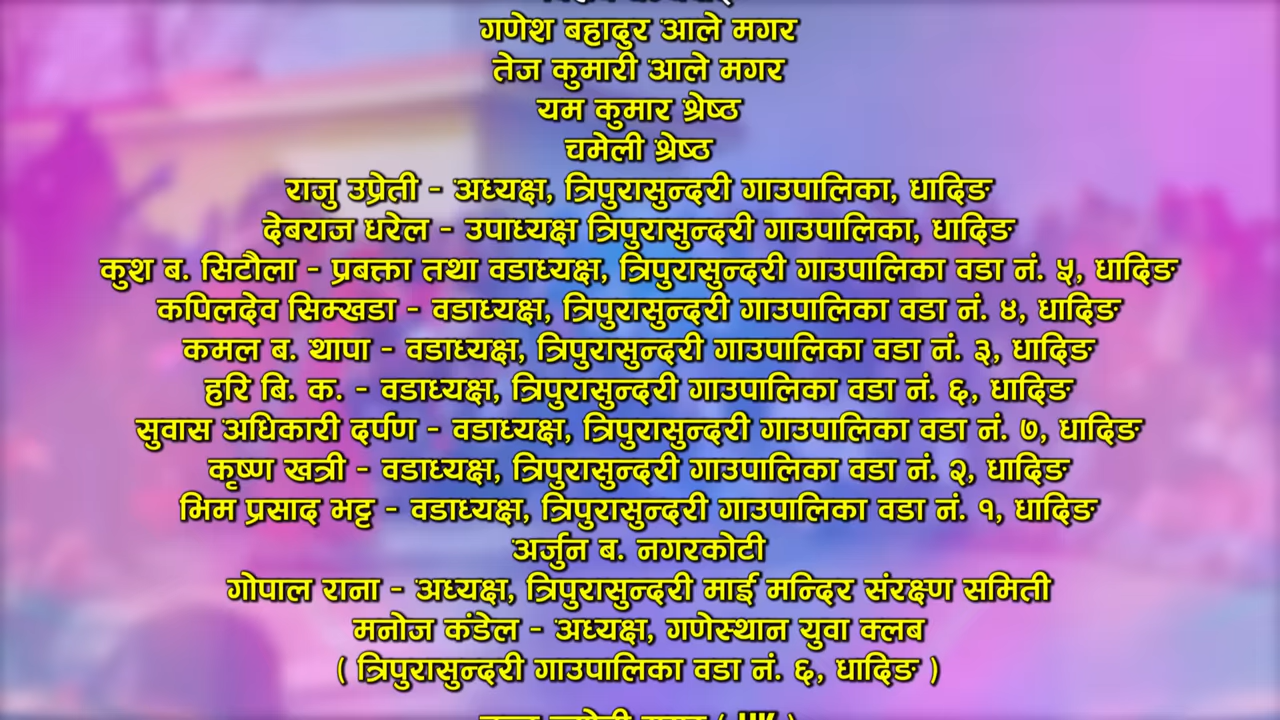 गणेश बहादुर आले मगर
तेज कुमारी आले मगर
यम कुमार श्रेष्ठ
चमेली श्रेष्ठ
राजु उप्रेती - अध्यक्ष, त्रिपुरासुन्दरी गाउपालिका, धादिङ
देबराज धरेल - उपाध्यक्ष त्रिपुरासुन्दरी गाउपालिका, धादिङ
कुश ब. सिटौला - प्रबक्ता तथा वडाध्यक्ष, त्रिपुरासुन्दरी गाउपालिका वडा नं. ५, धादिङ
कपिलदेव सिम्खडा - वडाध्यक्ष, त्रिपुरासुन्दरी गाउपालिका वडा नं. ४, धादिङ
कमल ब. थापा - वडाध्यक्ष, त्रिपुरासुन्दरी गाउपालिका वडा नं. ३, धादिङ
हरि बि. क. - वडाध्यक्ष, त्रिपुरासुन्दरी गाउपालिका वडा नं. ६, धादिङ
सुवास अधिकारी दर्पण - वडाध्यक्ष, त्रिपुरासुन्दरी गाउपालिका वडा नं. ७, धादिङ
कृष्ण खत्री - वडाध्यक्ष, त्रिपुरासुन्दरी गाउपालिका वडा नं. २, धादिङ
भिम प्रसाद भट्ट - वडाध्यक्ष, त्रिपुरासुन्दरी गाउपालिका वडा नं. १, धादिङ
अर्जुन ब. नगरकोटी
गोपाल राना - अध्यक्ष, त्रिपुरासुन्दरी माई मन्दिर संरक्ष्ण समिती
मनोज कंडेल - अध्यक्ष, गणेस्थान युवा क्लब
( त्रिपुरासुन्दरी गाउपालिका वडा नं. ६, धादिङ )
( UK )